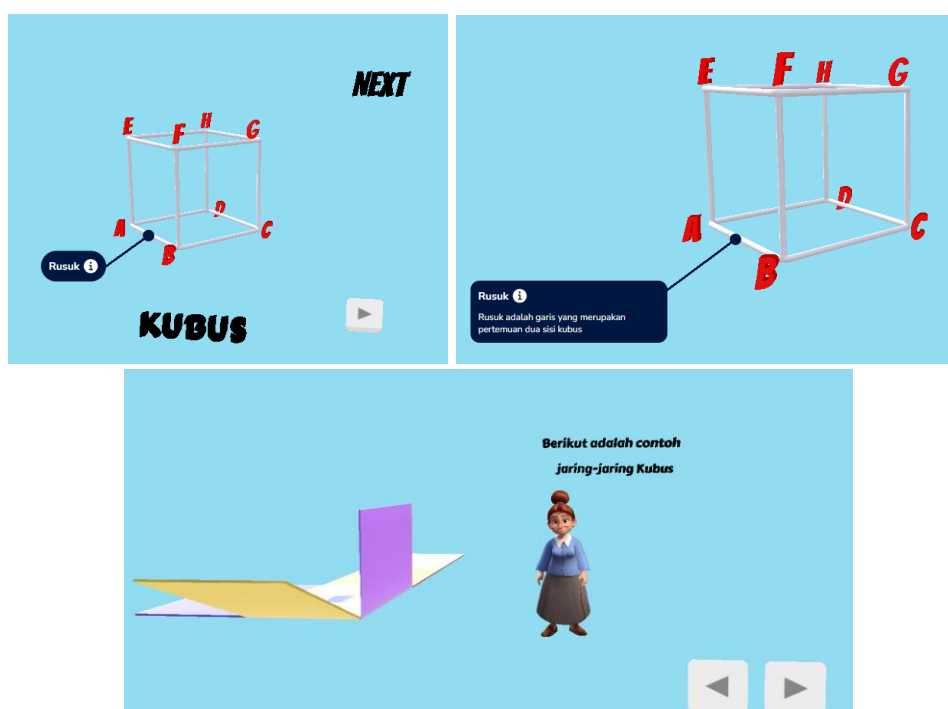 NEXT
E
F
H
G
A
D
B
C
Rusuk i
KUBUS
E
F
H
G
A
D
B
C
Rusuk i
Rusuk adalah garis yang merupakan
pertemuan dua sisi kubus
Berikut adalah contoh
jaring-jaring Kubus